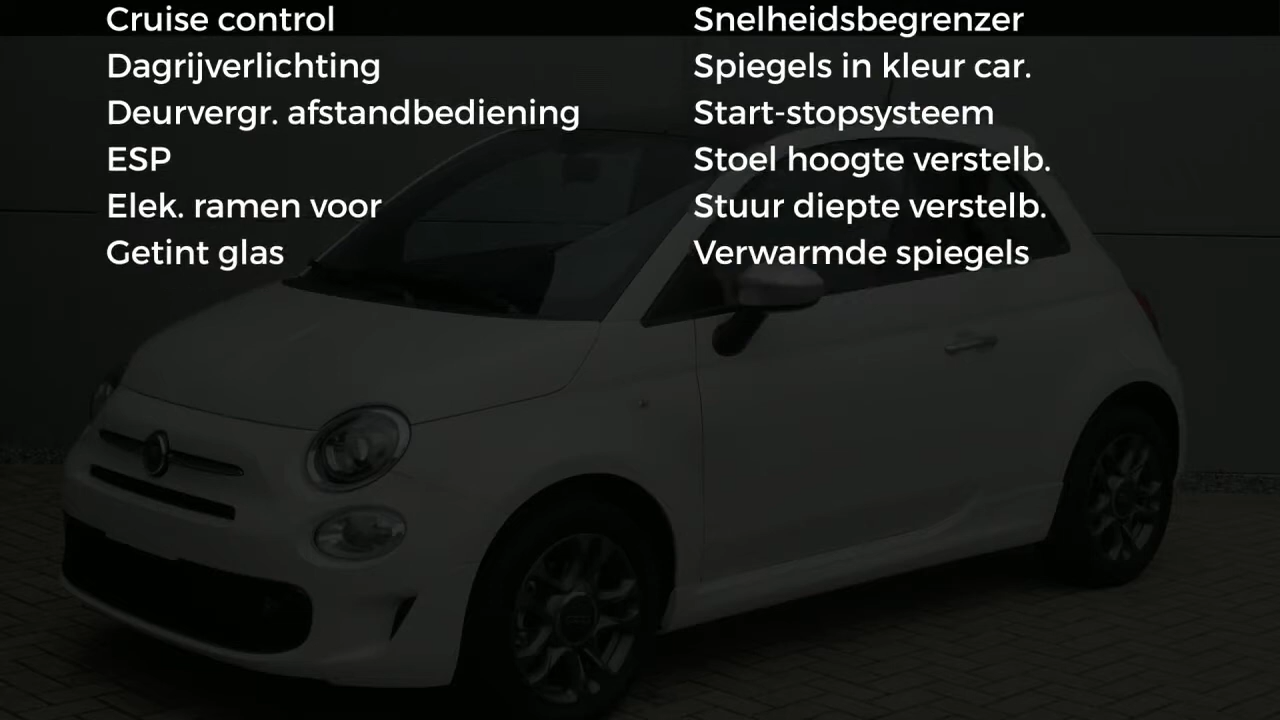 Cruise control
Dagrijverlichting
Deurvergr. afstandbediening
ESP
Elek. ramen voor
Getint glas
Snelheidsbegrenzer
Spiegels in kleur car.
Start-stopsysteem
Stoel hoogte verstelb.
Stuur diepte verstelb.
Verwarmde spiegels